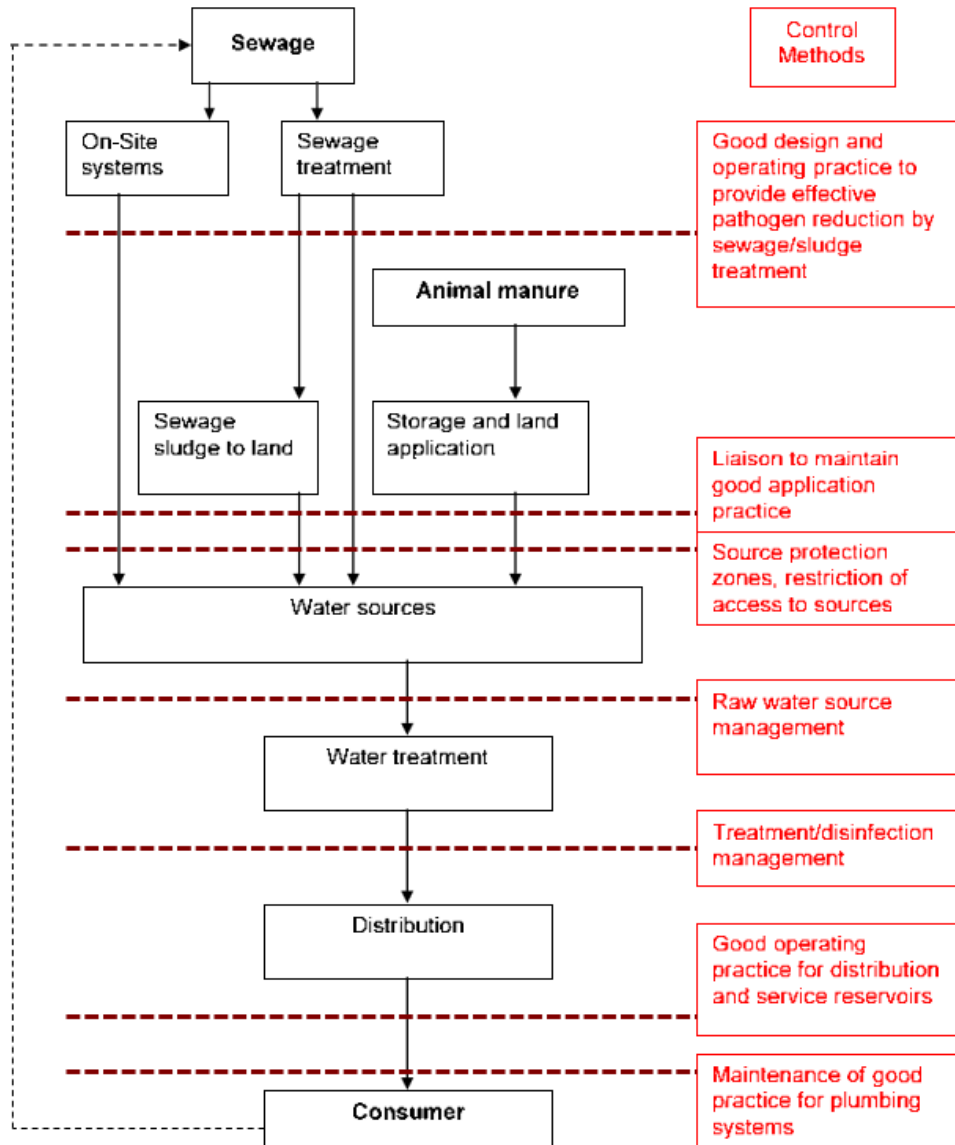 Sewage
Control
Methods
On-Site
systems
Sewage
treatment
Good design and
operating practice to
provide effective
pathogen reduction by
sewage/sludge
treatment
Animal manure
Sewage
sludge to land
Storage and land
application
Liaison to maintain
good application
practice
Source protection
zones, restriction of
access to sources
Water sources
Raw water source
management
Water treatment
Treatment/disinfection
management
Distribution
Good operating
practice for distribution
and service reservoirs
Maintenance of good
practice for plumbing
systems
Consumer